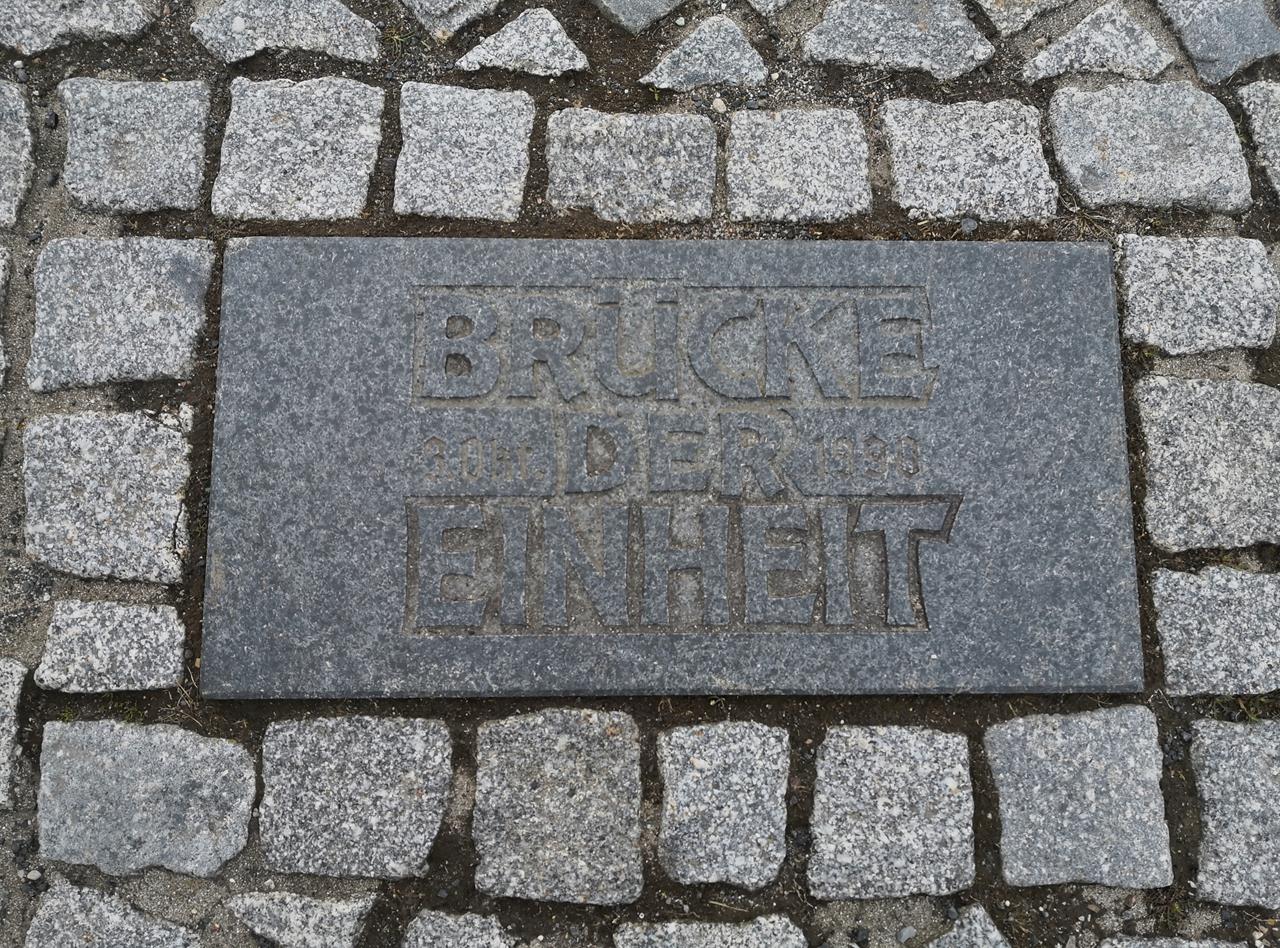 BRÜCKE
3.Okt. DER 1990
EINHEIT